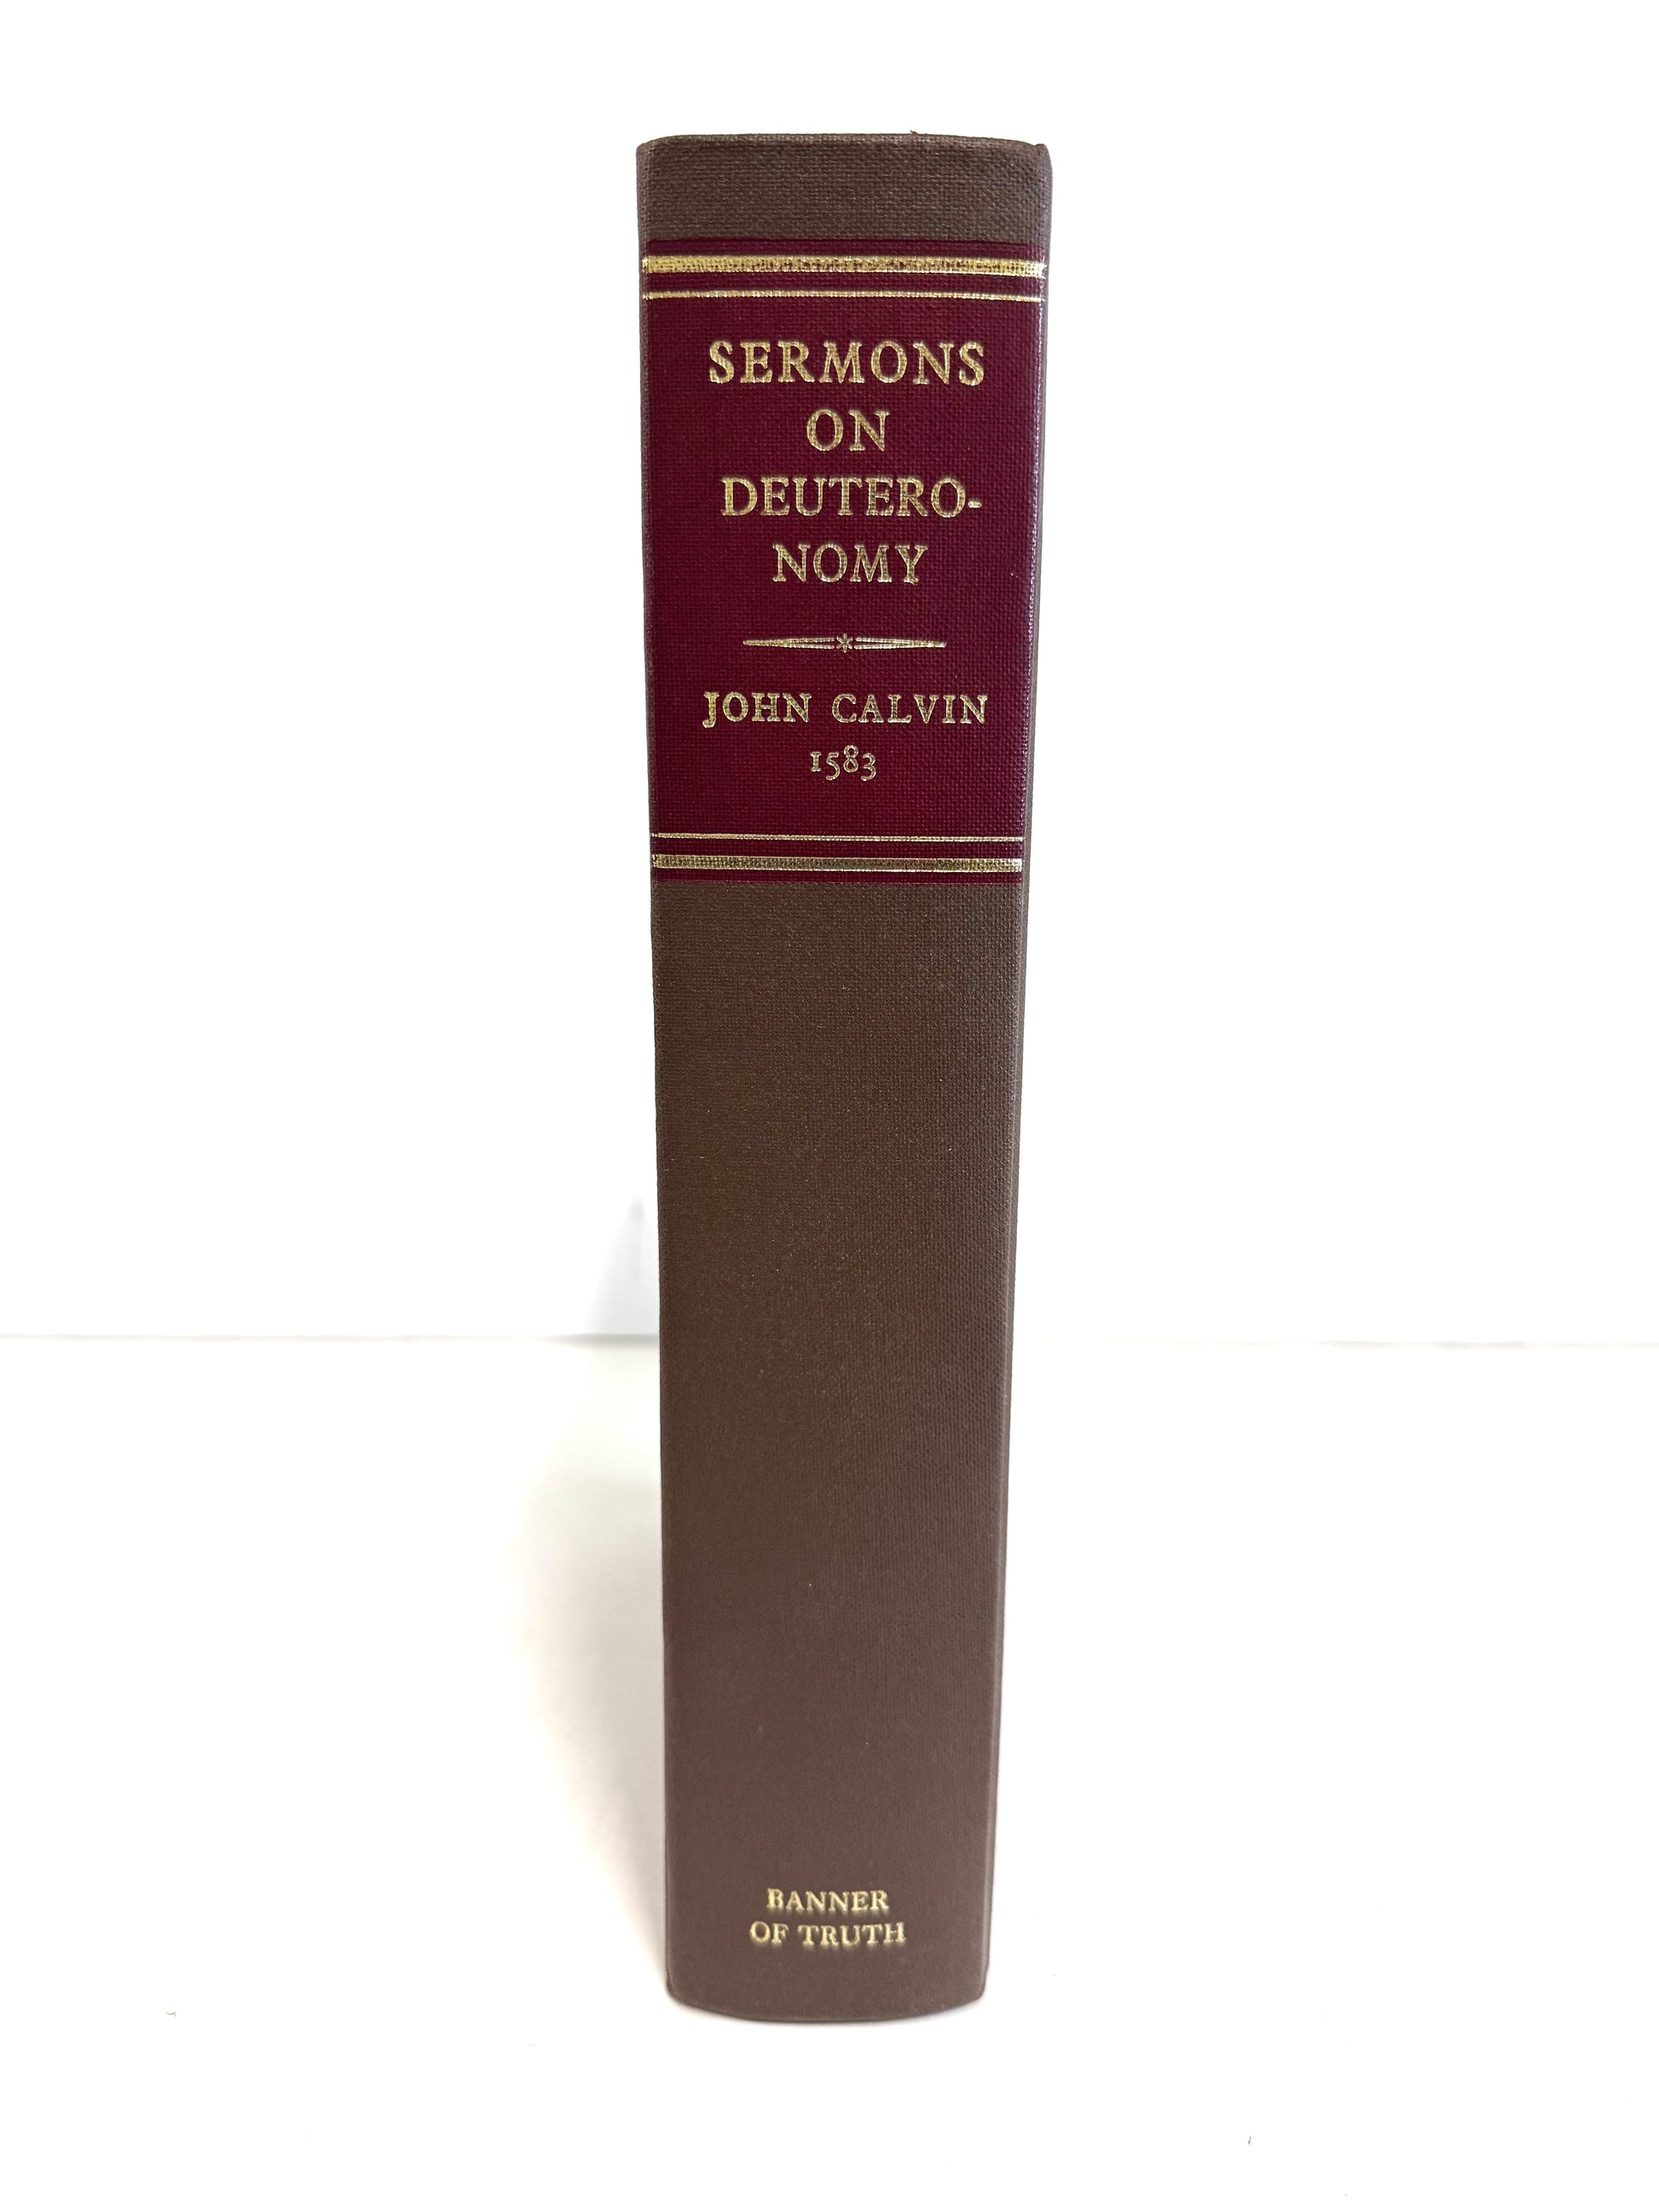 SERMONS
ON
DEUTERO-
NOMY
JOHN CALVIN
1583
BANNER
OF TRUTH